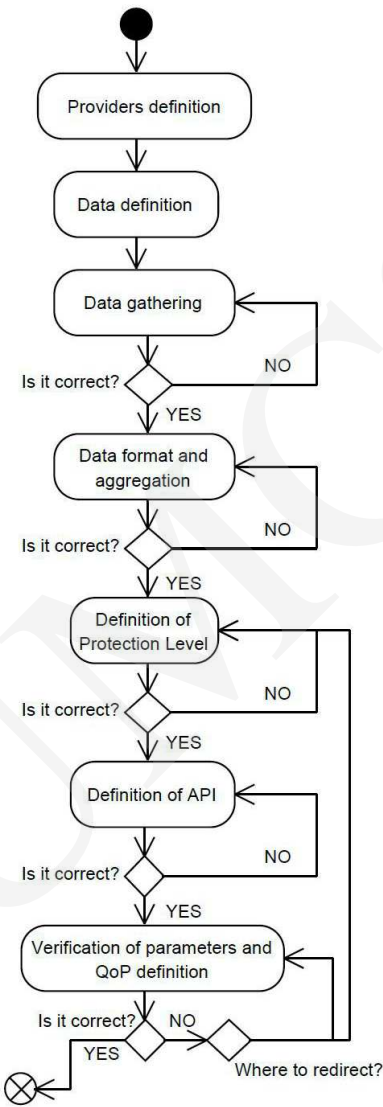 Providers definition
Data definition
Data gathering
Is it correct?
NO
YES
Data format and
aggregation
Is it correct?
NO
YES
Definition of
Protection Level
Is it correct?
NO
YES
Definition of API
Is it correct?
NO
YES
Verification of parameters and
QoP definition
Is it correct?
NO
YES
Where to redirect?